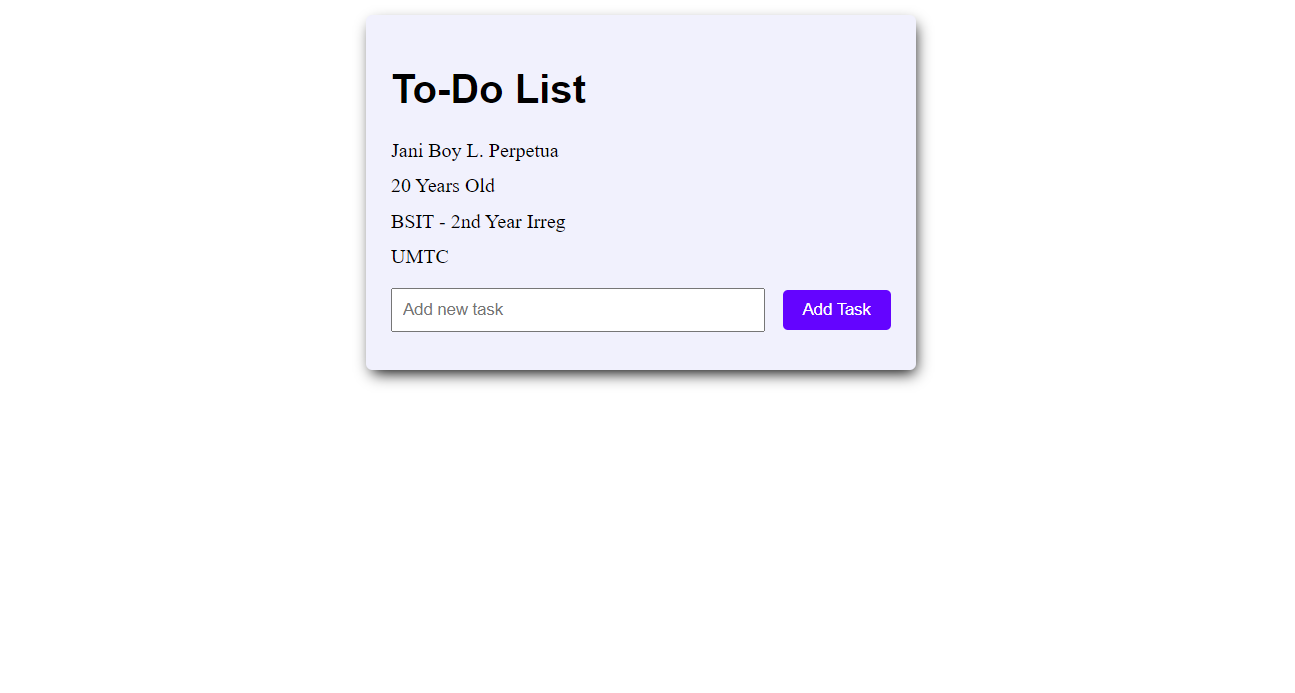 To-Do List
Jani Boy L. Perpetua
20 Years Old
BSIT - 2nd Year Irreg
UMTC
Add new task
Add Task